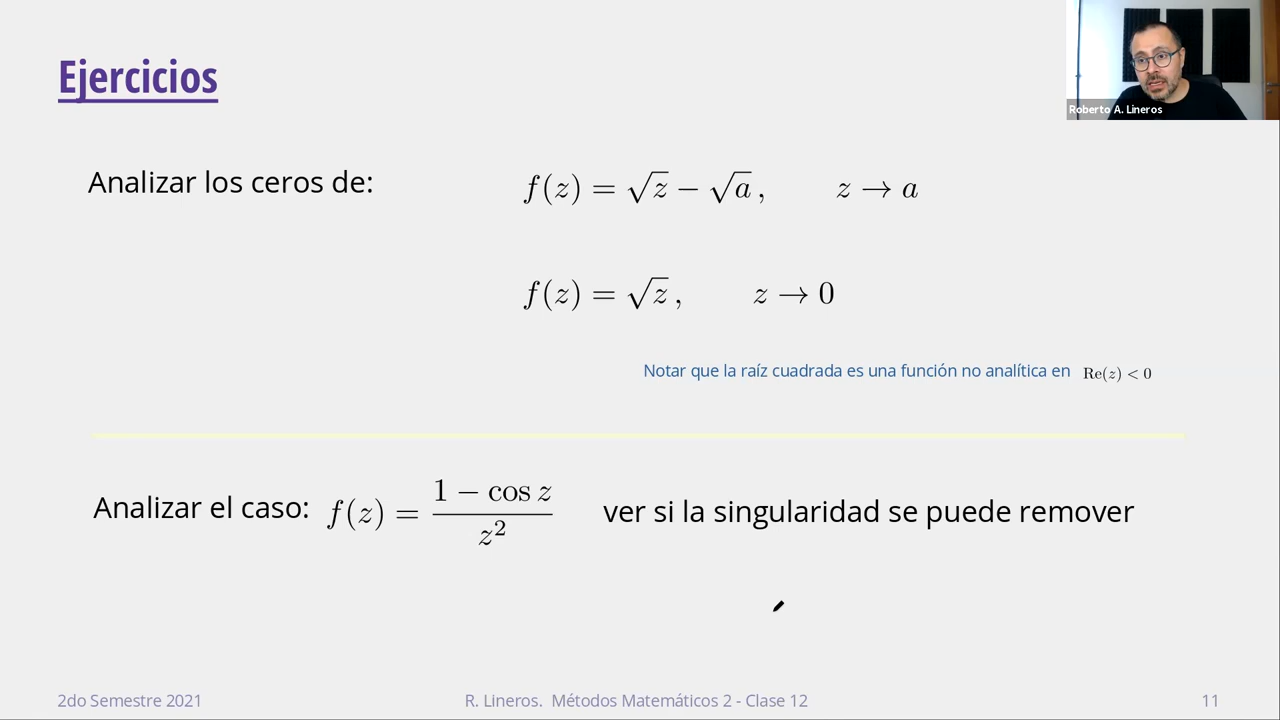 Ejercicios
Roberto A. Lineros
Analizar los ceros de: f(z) = √z − √a , z → a
f(z) = √z , z → 0
Notar que la raíz cuadrada es una función no analítica en Re(z) < 0
Analizar el caso: f(z) = (1 − cos z)/z² ver si la singularidad se puede remover
2do Semestre 2021 R. Lineros. Métodos Matemáticos 2 - Clase 12 11